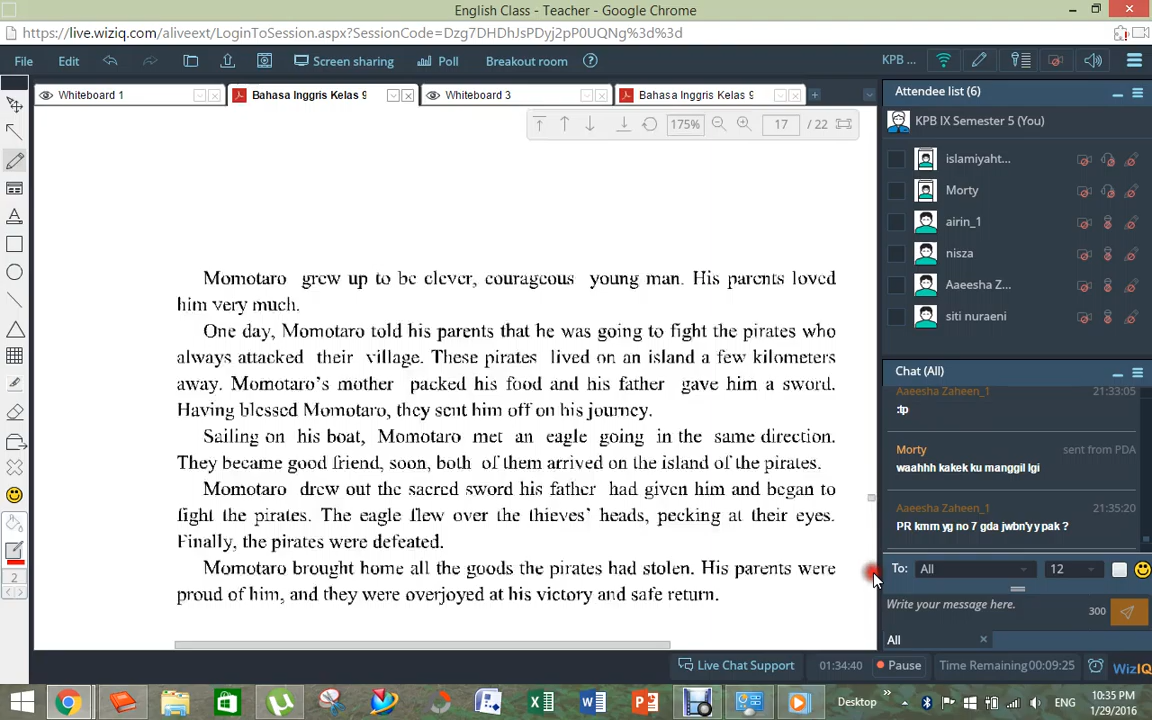 English Class - Teacher - Google Chrome
https://live.wiziq.com/aliveext/LoginToSession.aspx?SessionCode=Dzg7DHDhJsPDyj2pP0UQNg%3d%3d
File Edit Screen sharing Poll Breakout room KPB ...
Whiteboard 1 Bahasa Inggris Kelas 9 Whiteboard 3 Bahasa Inggris Kelas 9
175% 17 / 22
Momotaro grew up to be clever, courageous young man. His parents loved
him very much.
One day, Momotaro told his parents that he was going to fight the pirates who
always attacked their village. These pirates lived on an island a few kilometers
away. Momotaro's mother packed his food and his father gave him a sword.
Having blessed Momotaro, they sent him off on his journey.
Sailing on his boat, Momotaro met an eagle going in the same direction.
They became good friend, soon, both of them arrived on the island of the pirates.
Momotaro drew out the sacred sword his father had given him and began to
fight the pirates. The eagle flew over the thieves' heads, pecking at their eyes.
Finally, the pirates were defeated.
Momotaro brought home all the goods the pirates had stolen. His parents were
proud of him, and they were overjoyed at his victory and safe return.
2
Attendee list (6)
KPB IX Semester 5 (You)
islamiyaht...
Morty
airin_1
nisza
Aaeesha Z...
siti nuraeni
Chat (All)
Aaeesha Zaheen_1 21:33:05
:tp
Morty sent from PDA
waahhh kakek ku manggil lgi
Aaeesha Zaheen_1 21:35:20
PR kmrn yg no 7 gda jwbn'y y pak ?
To: All 12
Write your message here. 300
All
Live Chat Support 01:34:40 Pause Time Remaining 00:09:25 WizIQ
Desktop ENG
10:35 PM
1/29/2016